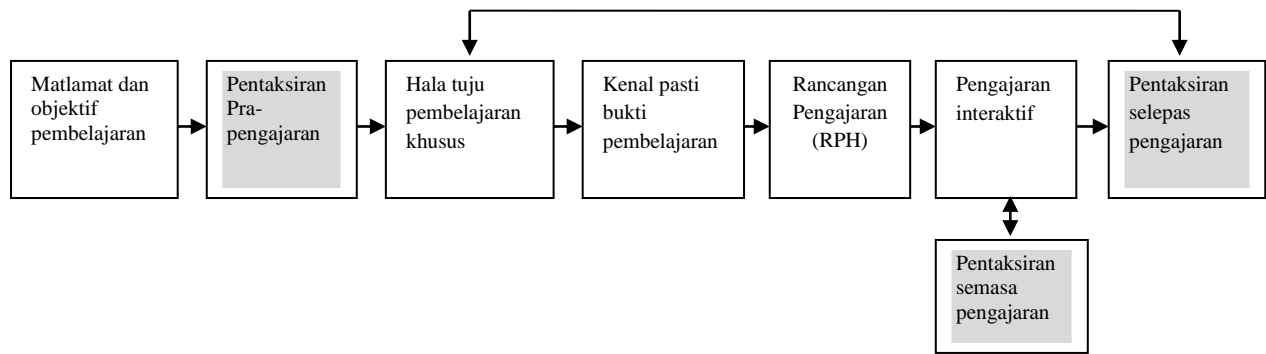 Matlamat dan
objektif
pembelajaran
Pentaksiran
Pra-
pengajaran
Hala tuju
pembelajaran
khusus
Kenal pasti
bukti
pembelajaran
Rancangan
Pengajaran
(RPH)
Pengajaran
interaktif
Pentaksiran
selepas
pengajaran
Pentaksiran
semasa
pengajaran